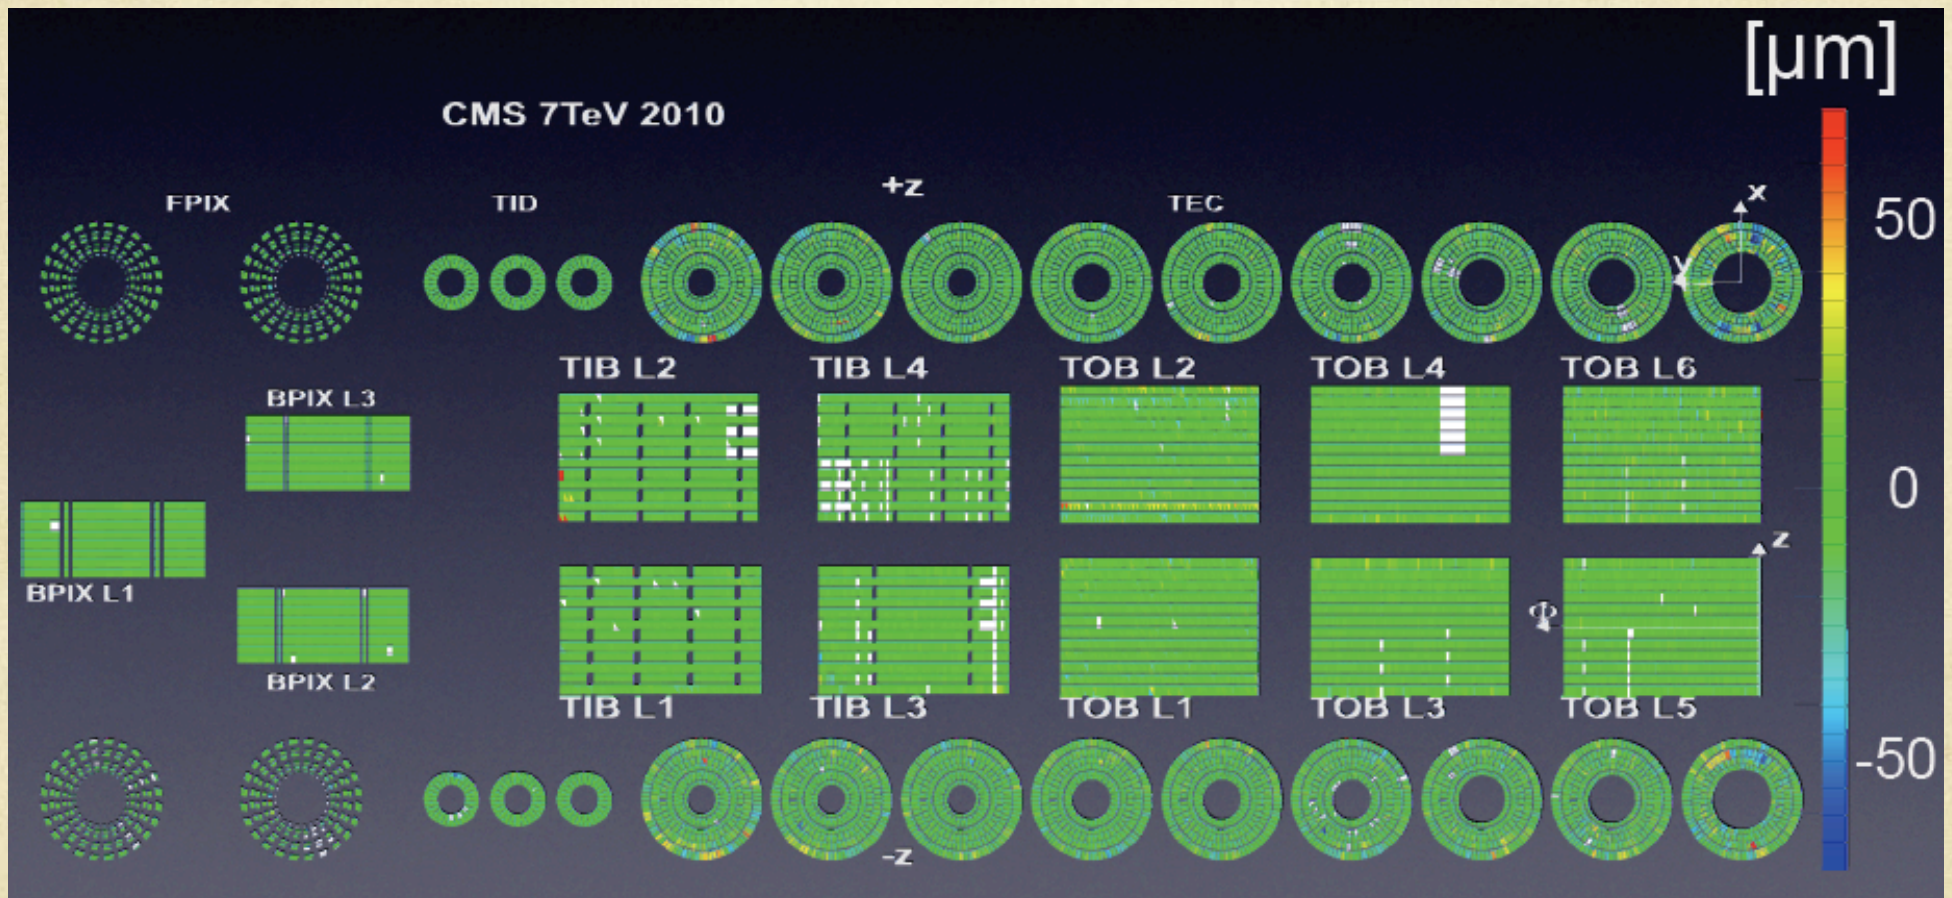 [µm]
CMS 7TeV 2010
+z
FPIX
TID
TEC
x
50
y
TIB L2
TIB L4
TOB L2
TOB L4
TOB L6
BPIX L3
0
z
BPIX L1
Φ
BPIX L2
TIB L1
TIB L3
TOB L1
TOB L3
TOB L5
-50
-z